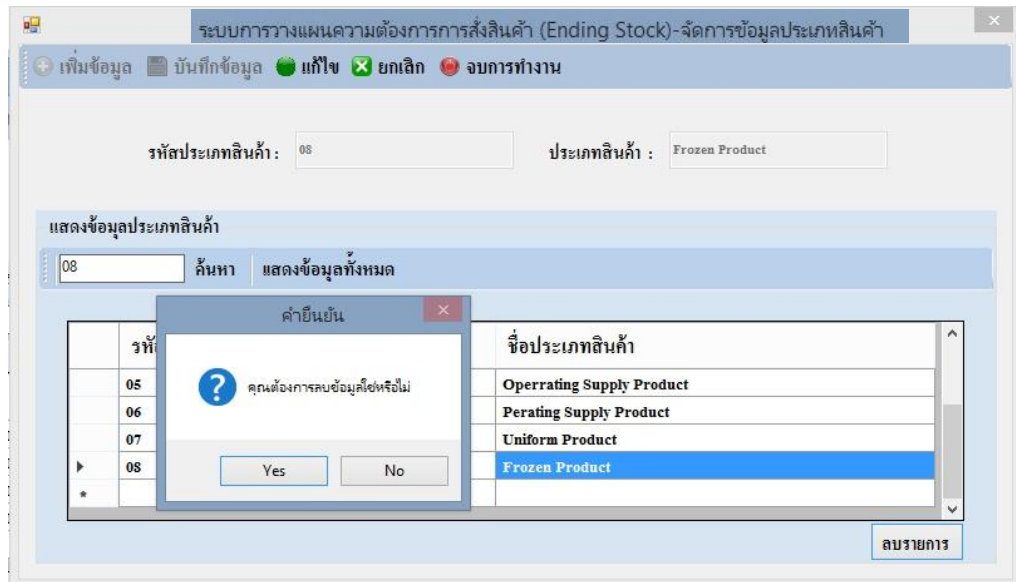 ระบบการวางแผนความต้องการการสั่งสินค้า (Ending Stock)-จัดการข้อมูลประเภทสินค้า
เพิ่มข้อมูล บันทึกข้อมูล แก้ไข ยกเลิก จบการทำงาน
รหัสประเภทสินค้า : 08 ประเภทสินค้า : Frozen Product
แสดงข้อมูลประเภทสินค้า
08 ค้นหา แสดงข้อมูลทั้งหมด
คำยืนยัน
ชื่อประเภทสินค้า
05 คุณต้องการลบข้อมูลใช่หรือไม่ Operrating Supply Product
06 Perating Supply Product
07 Uniform Product
08 Yes No Frozen Product
ลบรายการ